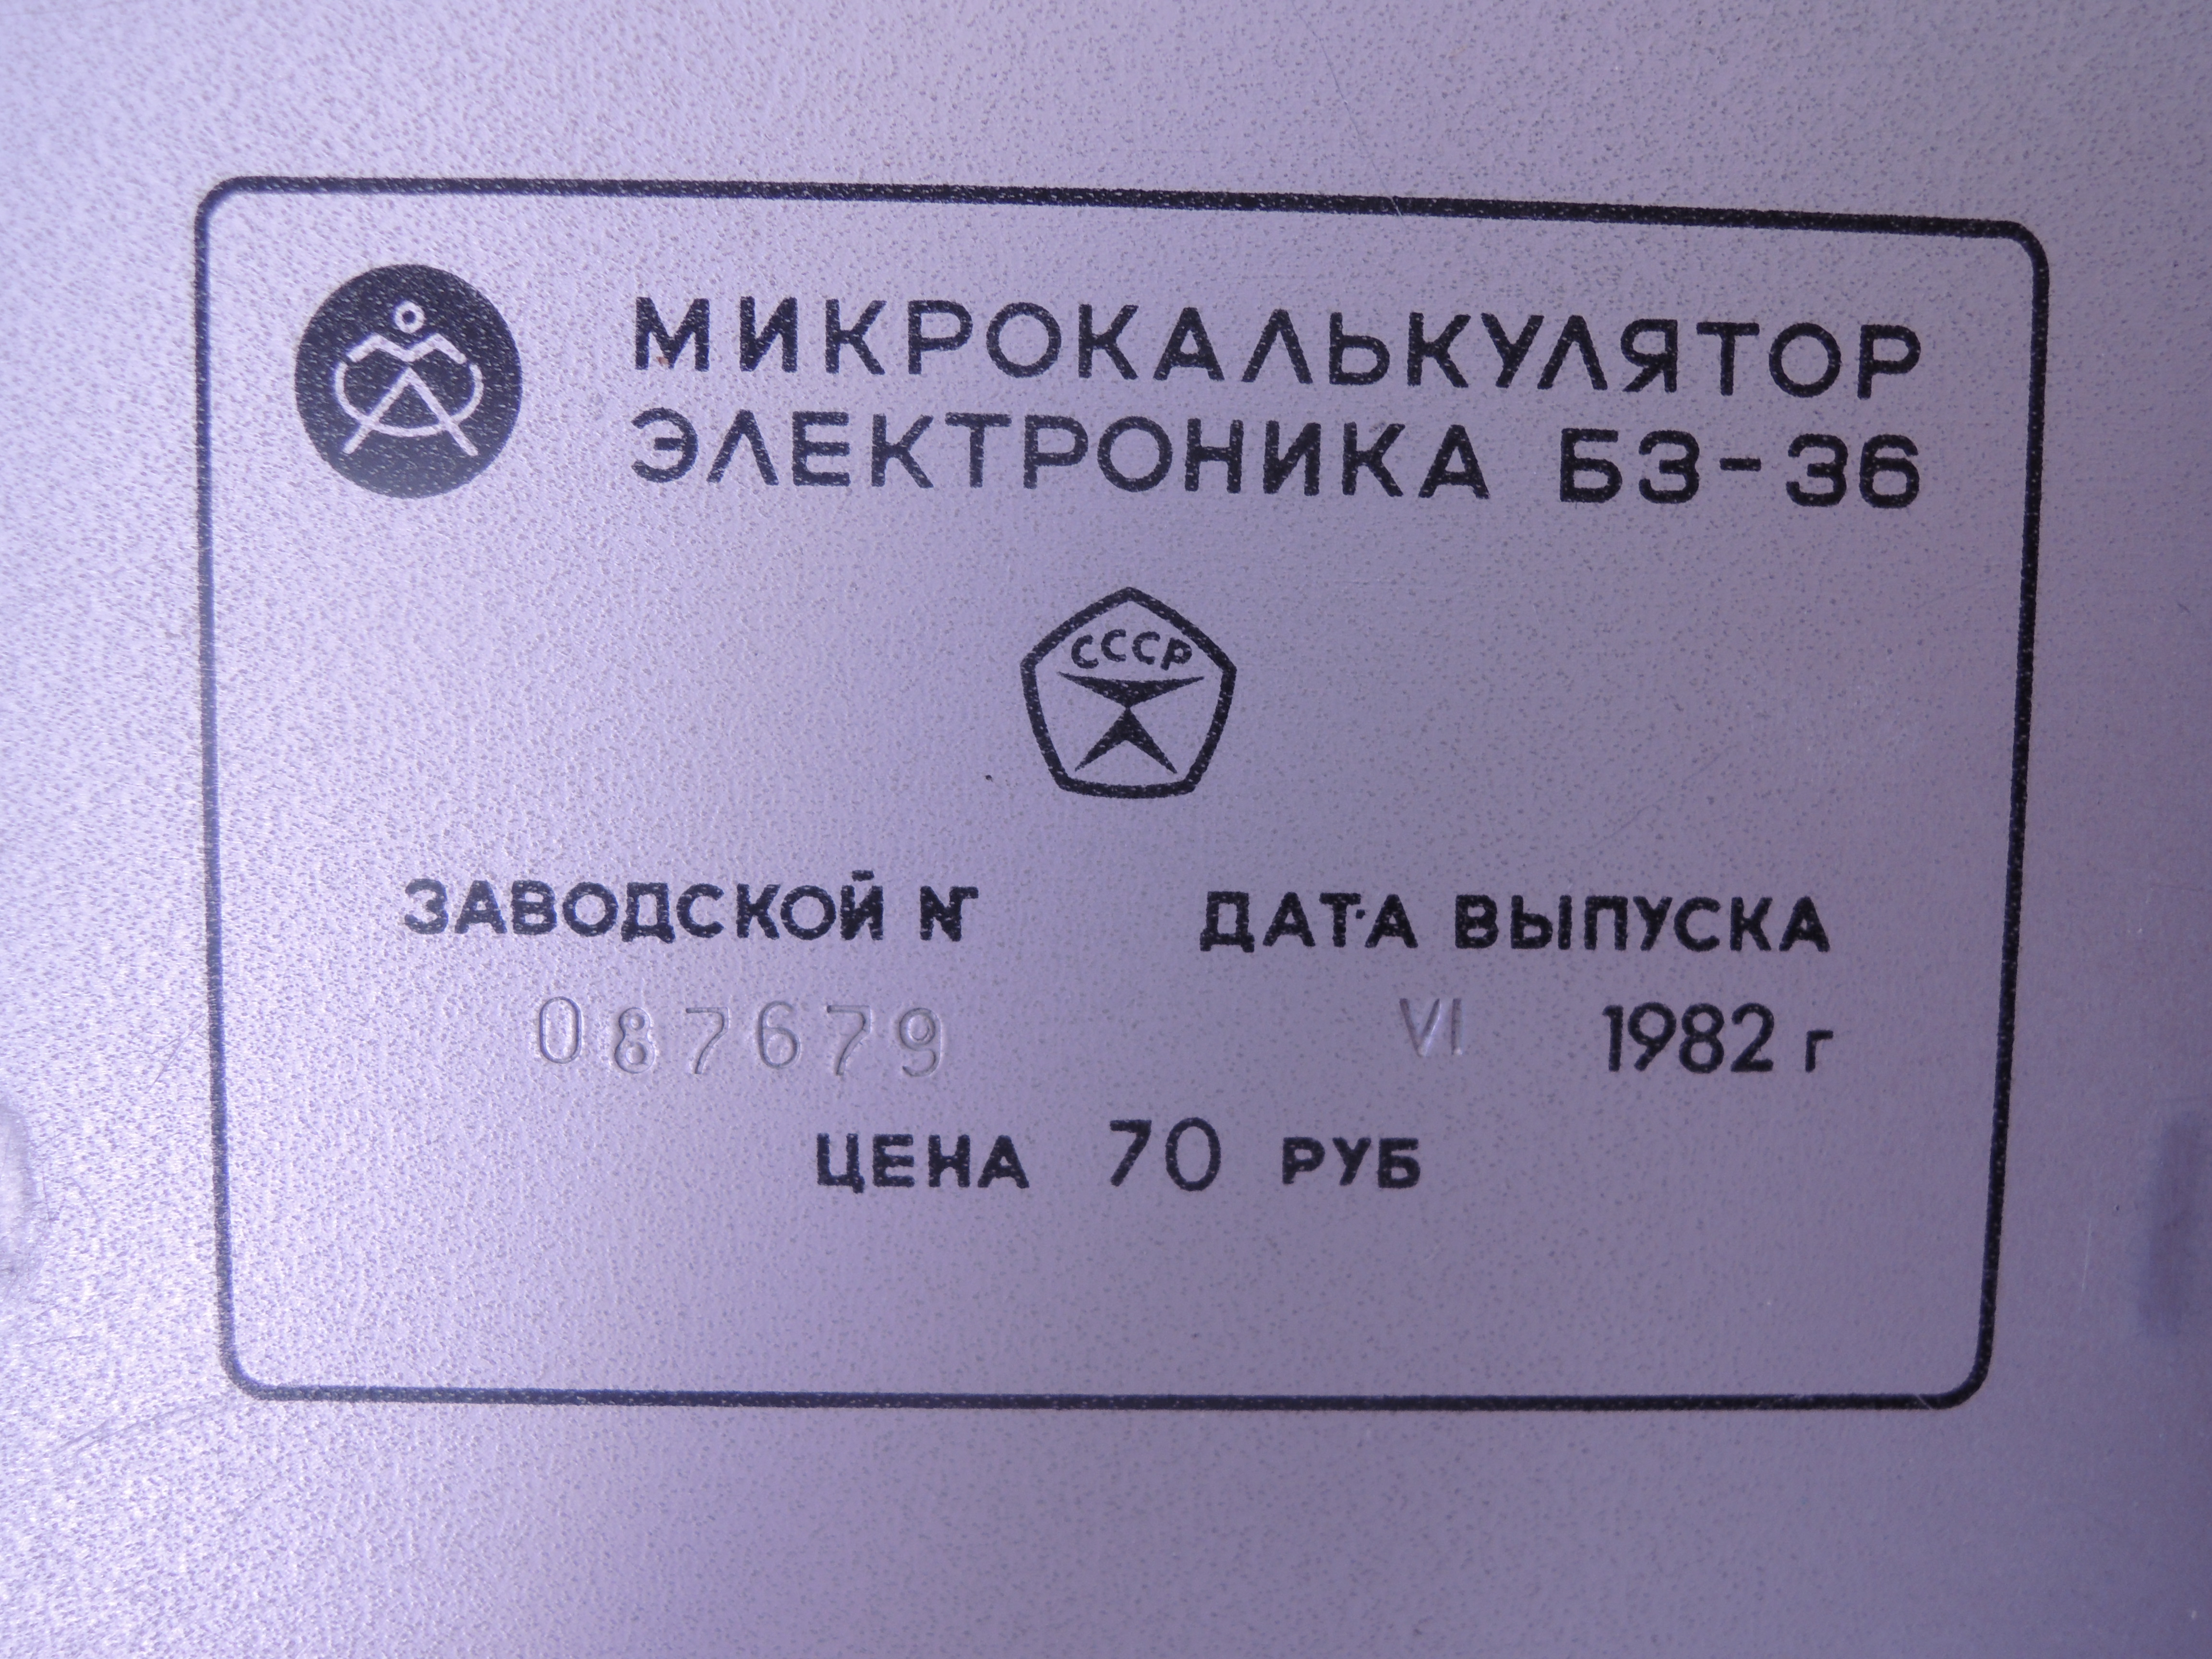 МИКРОКАЛЬКУЛЯТОР
ЭЛЕКТРОНИКА Б3-36
СССР
ЗАВОДСКОЙ № ДАТА ВЫПУСКА
087679 VI 1982 г
ЦЕНА 70 РУБ